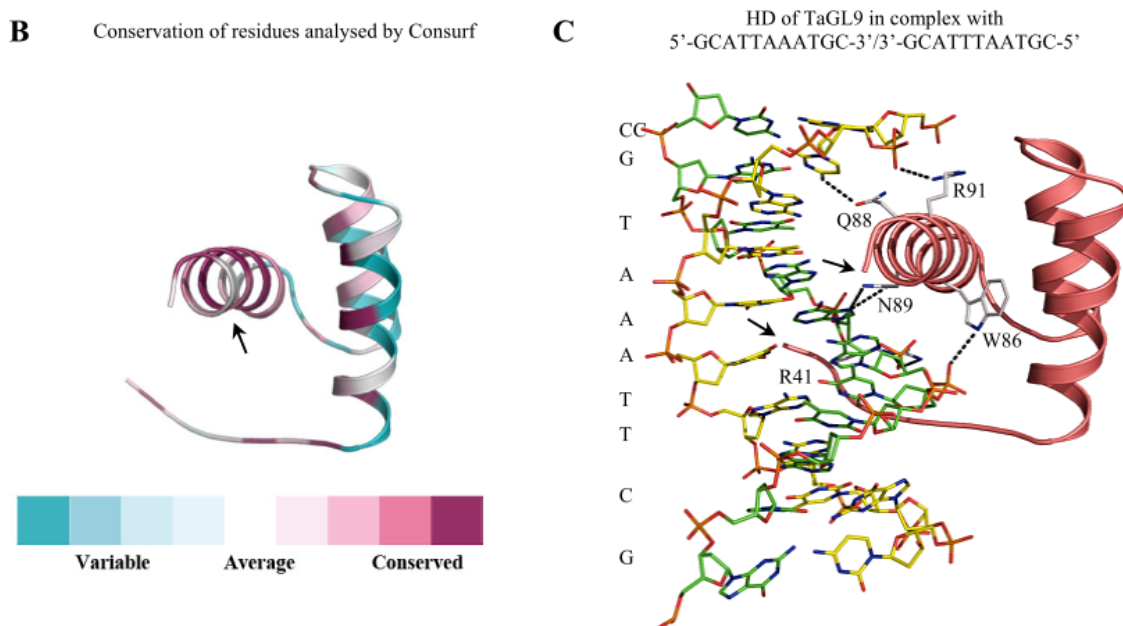 B
Conservation of residues analysed by Consurf
Variable
Average
Conserved
C
HD of TaGL9 in complex with
5’-GCATTAAATGC-3’/3’-GCATTTAATGC-5’
CC
G
T
A
A
A
T
T
C
G
R91
Q88
N89
W86
R41